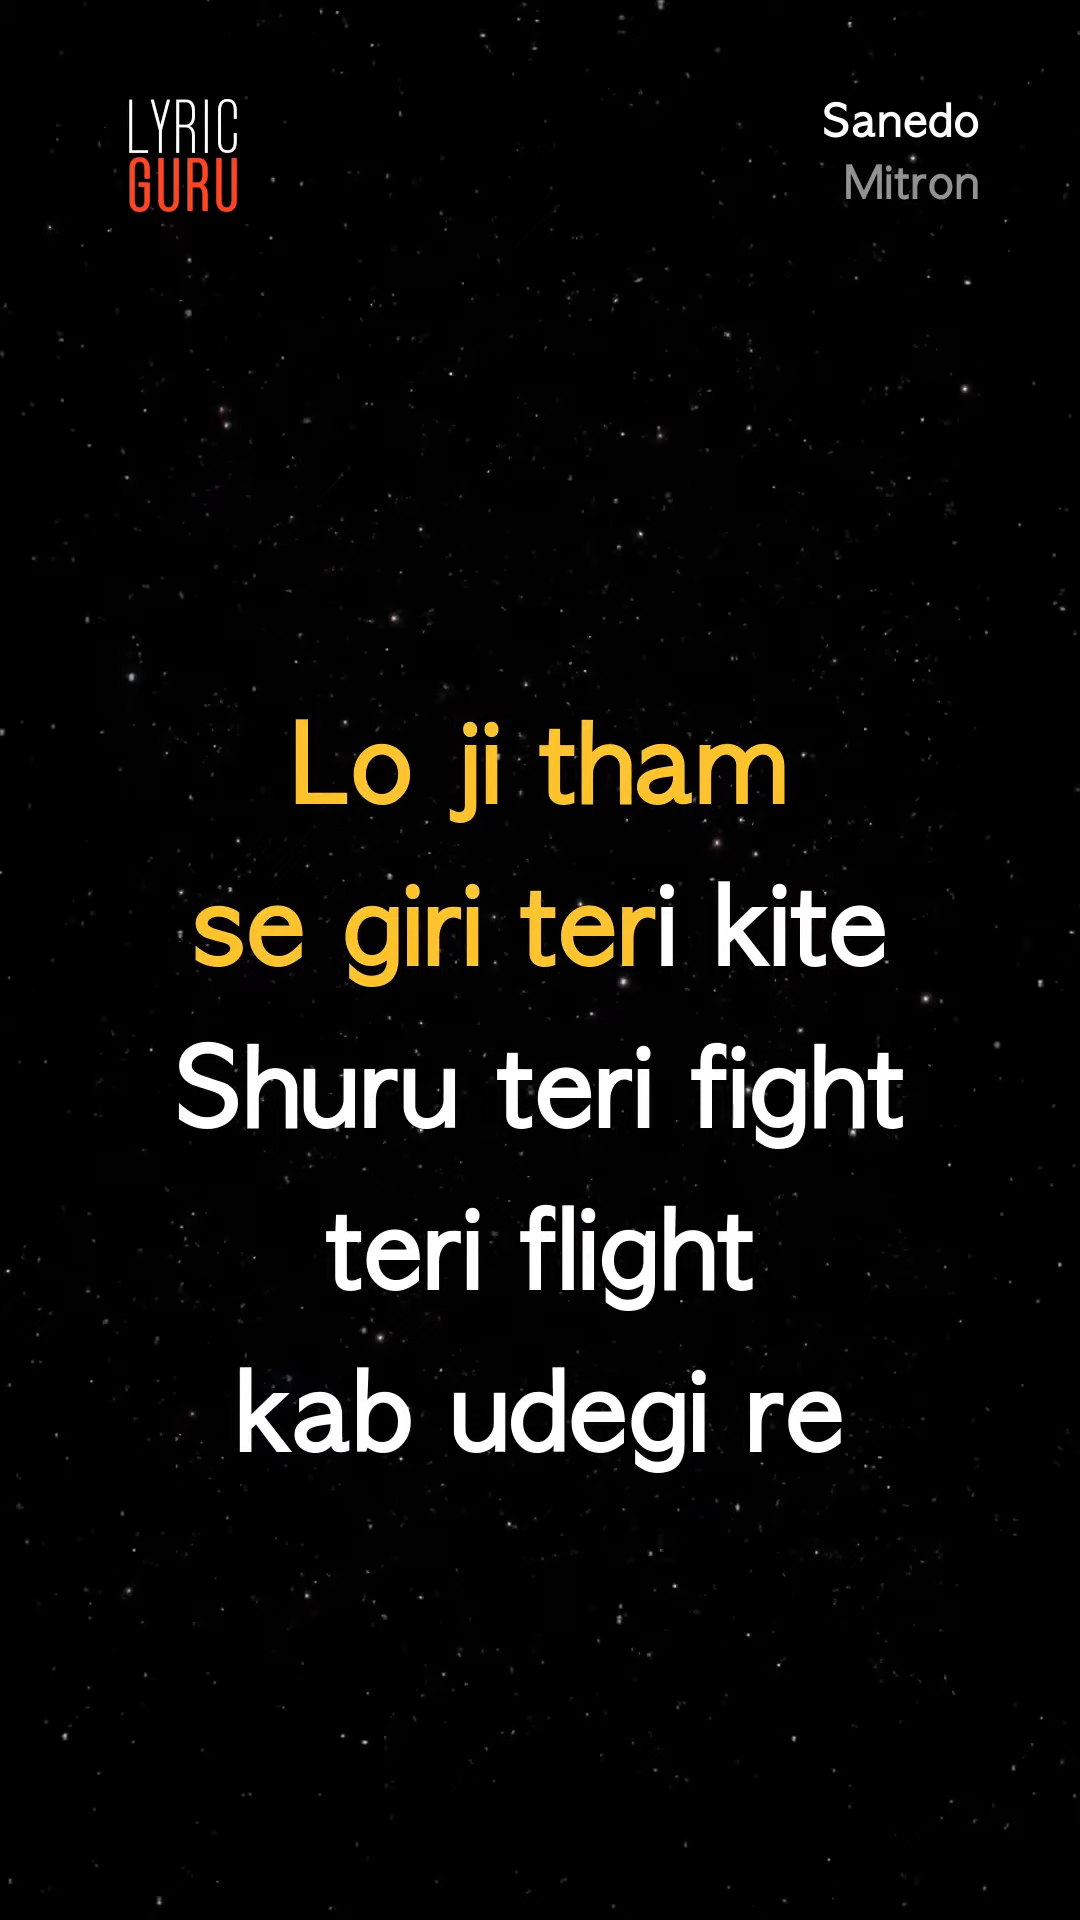 LYRIC
GURU
Sanedo
Mitron
Lo ji tham
se giri teri kite
Shuru teri fight
teri flight
kab udegi re